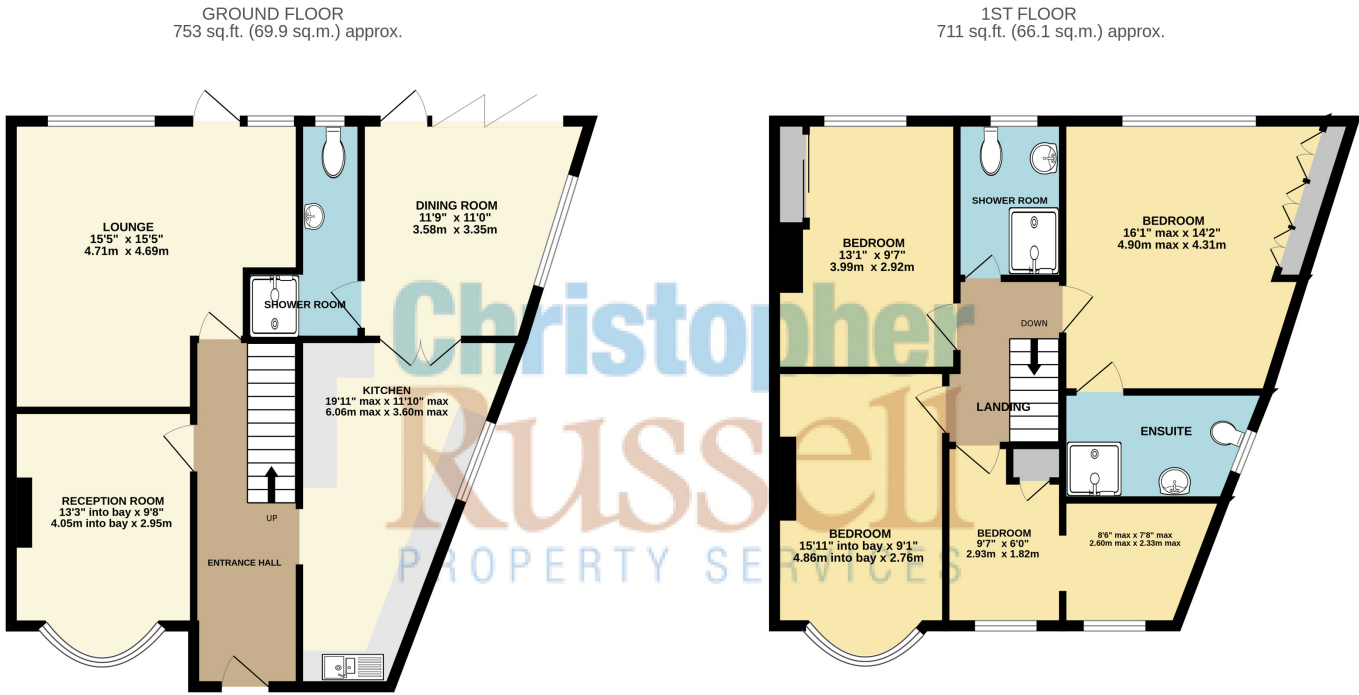 GROUND FLOOR
753 sq.ft. (69.9 sq.m.) approx.
1ST FLOOR
711 sq.ft. (66.1 sq.m.) approx.
LOUNGE
15'5" x 15'5"
4.71m x 4.69m
DINING ROOM
11'9" x 11'0"
3.58m x 3.35m
SHOWER ROOM
KITCHEN
19'11" max x 11'10" max
6.06m max x 3.60m max
RECEPTION ROOM
13'3" into bay x 9'8"
4.05m into bay x 2.95m
UP
ENTRANCE HALL
BEDROOM
13'1" x 9'7"
3.99m x 2.92m
SHOWER ROOM
BEDROOM
16'1" max x 14'2"
4.90m max x 4.31m
DOWN
LANDING
ENSUITE
BEDROOM
15'11" into bay x 9'1"
4.86m into bay x 2.76m
BEDROOM
9'7" x 6'0"
2.93m x 1.82m
8'6" max x 7'8" max
2.60m max x 2.33m max
Christopher
Russell
PROPERTY SERVICES